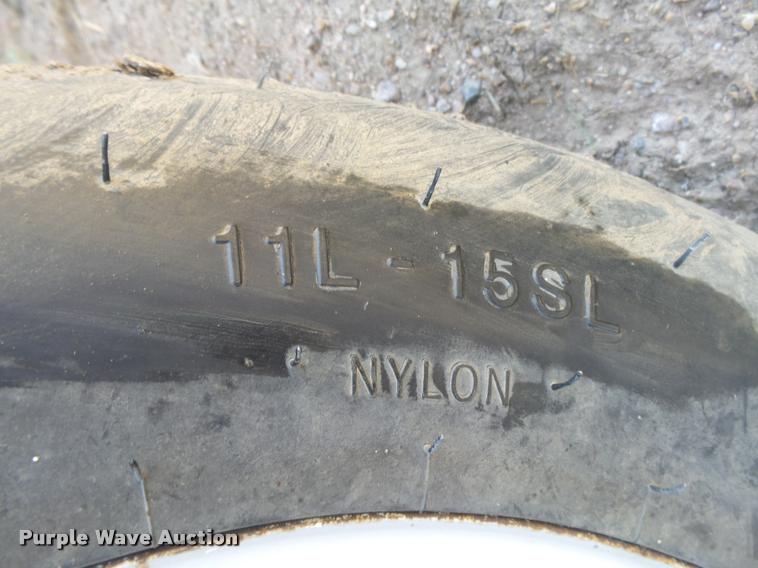 11L-15SL
NYLON
Purple Wave Auction